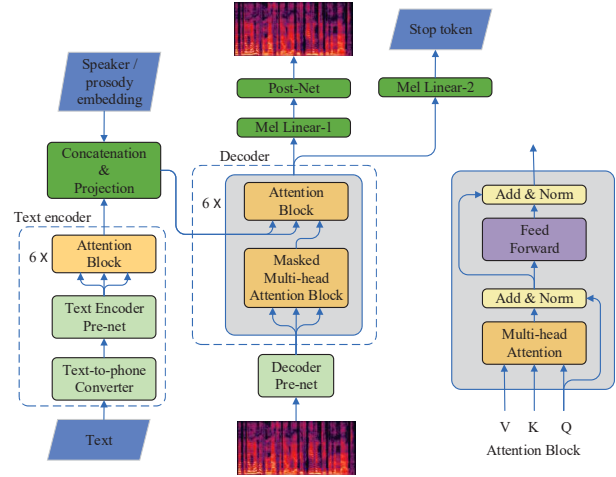 Speaker /
prosody
embedding
Concatenation
&
Projection
Text encoder
6 X
Attention
Block
Text Encoder
Pre-net
Text-to-phone
Converter
Text
Stop token
Post-Net
Mel Linear-2
Mel Linear-1
Decoder
6 X
Attention
Block
Masked
Multi-head
Attention Block
Decoder
Pre-net
Add & Norm
Feed
Forward
Add & Norm
Multi-head
Attention
V K Q
Attention Block